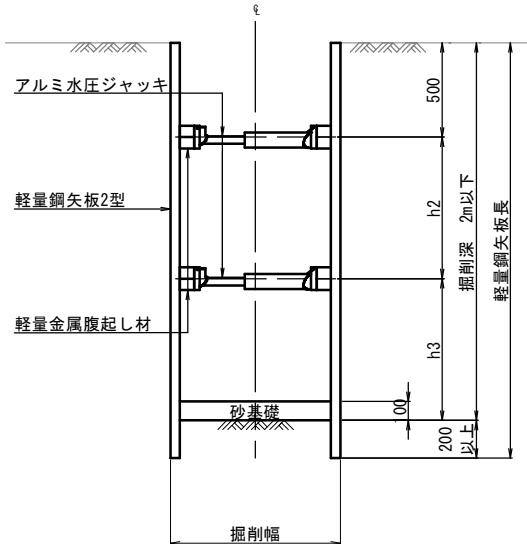 ℄
アルミ水圧ジャッキ
軽量鋼矢板2型
軽量金属腹起し材
砂基礎
掘削幅
500
h2
h3
100
200
以上
掘削深 2m以下
軽量鋼矢板長